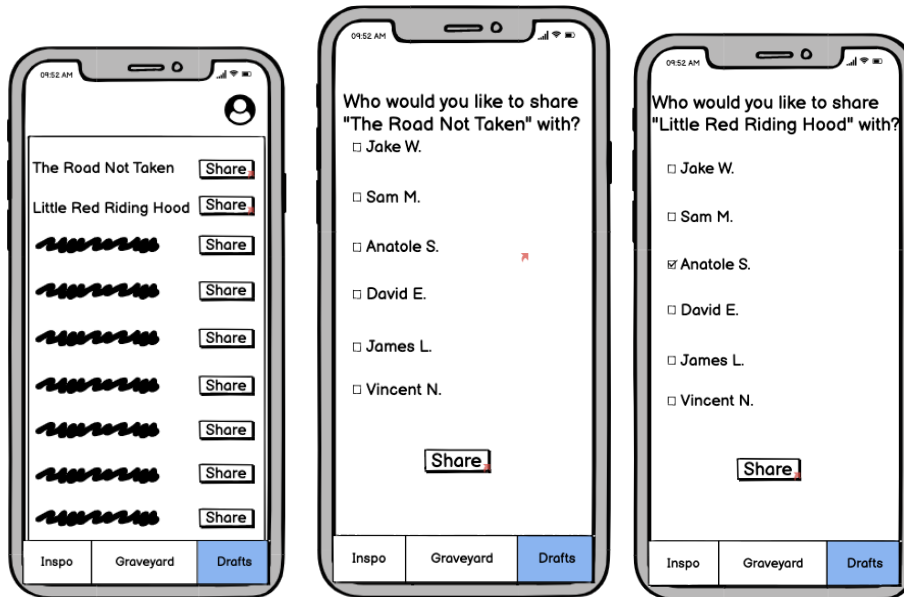 09:52 AM
The Road Not Taken Share
Little Red Riding Hood Share
Share
Share
Share
Share
Share
Share
Share
Inspo Graveyard Drafts
09:52 AM
Who would you like to share
"The Road Not Taken" with?
Jake W.
Sam M.
Anatole S.
David E.
James L.
Vincent N.
Share
Inspo Graveyard Drafts
09:52 AM
Who would you like to share
"Little Red Riding Hood" with?
Jake W.
Sam M.
Anatole S.
David E.
James L.
Vincent N.
Share
Inspo Graveyard Drafts